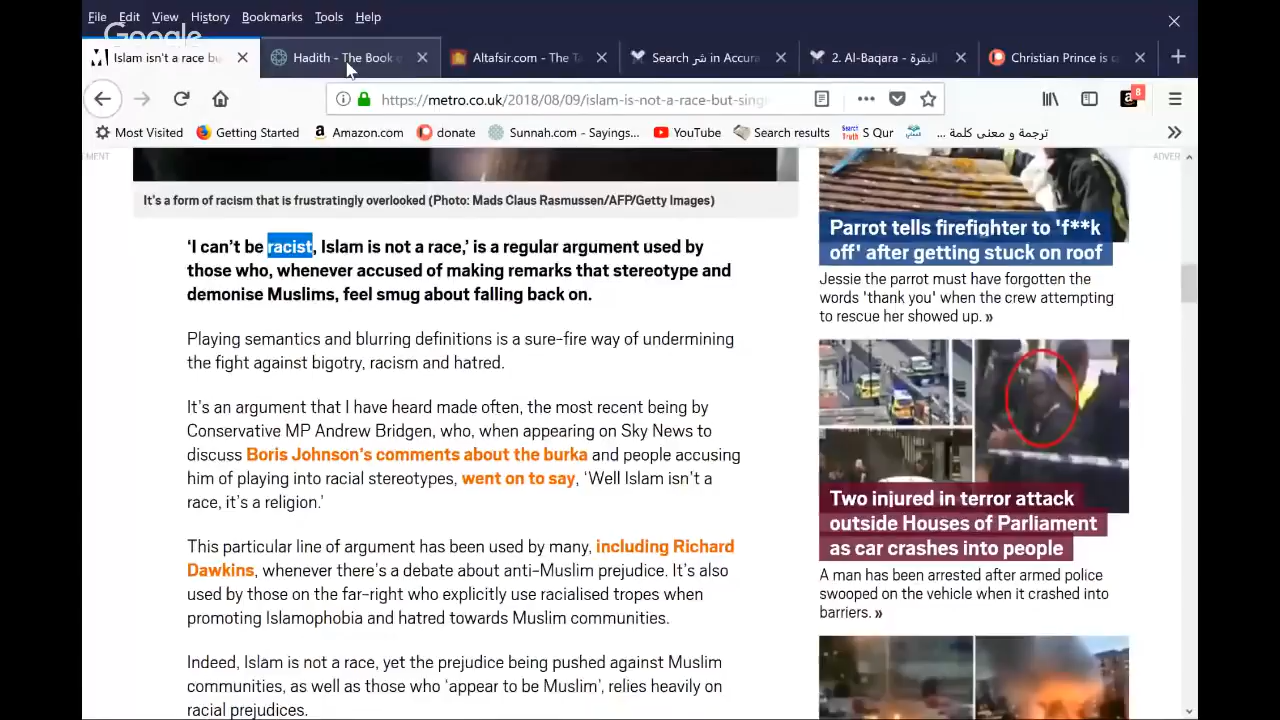 File Edit View History Bookmarks Tools Help
Google
Islam isn't a race bu
Hadith - The Book o
Altafsir.com - The Ta
Search شر in Accura
2. Al-Baqara - البقرة
Christian Prince is c
https://metro.co.uk/2018/08/09/islam-is-not-a-race-but-singl
8
Most Visited Getting Started Amazon.com donate Sunnah.com - Sayings... YouTube Search results S Qur ترجمة و معنى كلمة ...
EMENT
ADVER
It's a form of racism that is frustratingly overlooked (Photo: Mads Claus Rasmussen/AFP/Getty Images)
'I can't be racist, Islam is not a race,' is a regular argument used by
those who, whenever accused of making remarks that stereotype and
demonise Muslims, feel smug about falling back on.
Playing semantics and blurring definitions is a sure-fire way of undermining
the fight against bigotry, racism and hatred.
It's an argument that I have heard made often, the most recent being by
Conservative MP Andrew Bridgen, who, when appearing on Sky News to
discuss Boris Johnson's comments about the burka and people accusing
him of playing into racial stereotypes, went on to say, 'Well Islam isn't a
race, it's a religion.'
This particular line of argument has been used by many, including Richard
Dawkins, whenever there's a debate about anti-Muslim prejudice. It's also
used by those on the far-right who explicitly use racialised tropes when
promoting Islamophobia and hatred towards Muslim communities.
Indeed, Islam is not a race, yet the prejudice being pushed against Muslim
communities, as well as those who 'appear to be Muslim', relies heavily on
racial prejudices.
Parrot tells firefighter to 'f**k
off' after getting stuck on roof
Jessie the parrot must have forgotten the
words 'thank you' when the crew attempting
to rescue her showed up. »
Two injured in terror attack
outside Houses of Parliament
as car crashes into people
A man has been arrested after armed police
swooped on the vehicle when it crashed into
barriers. »